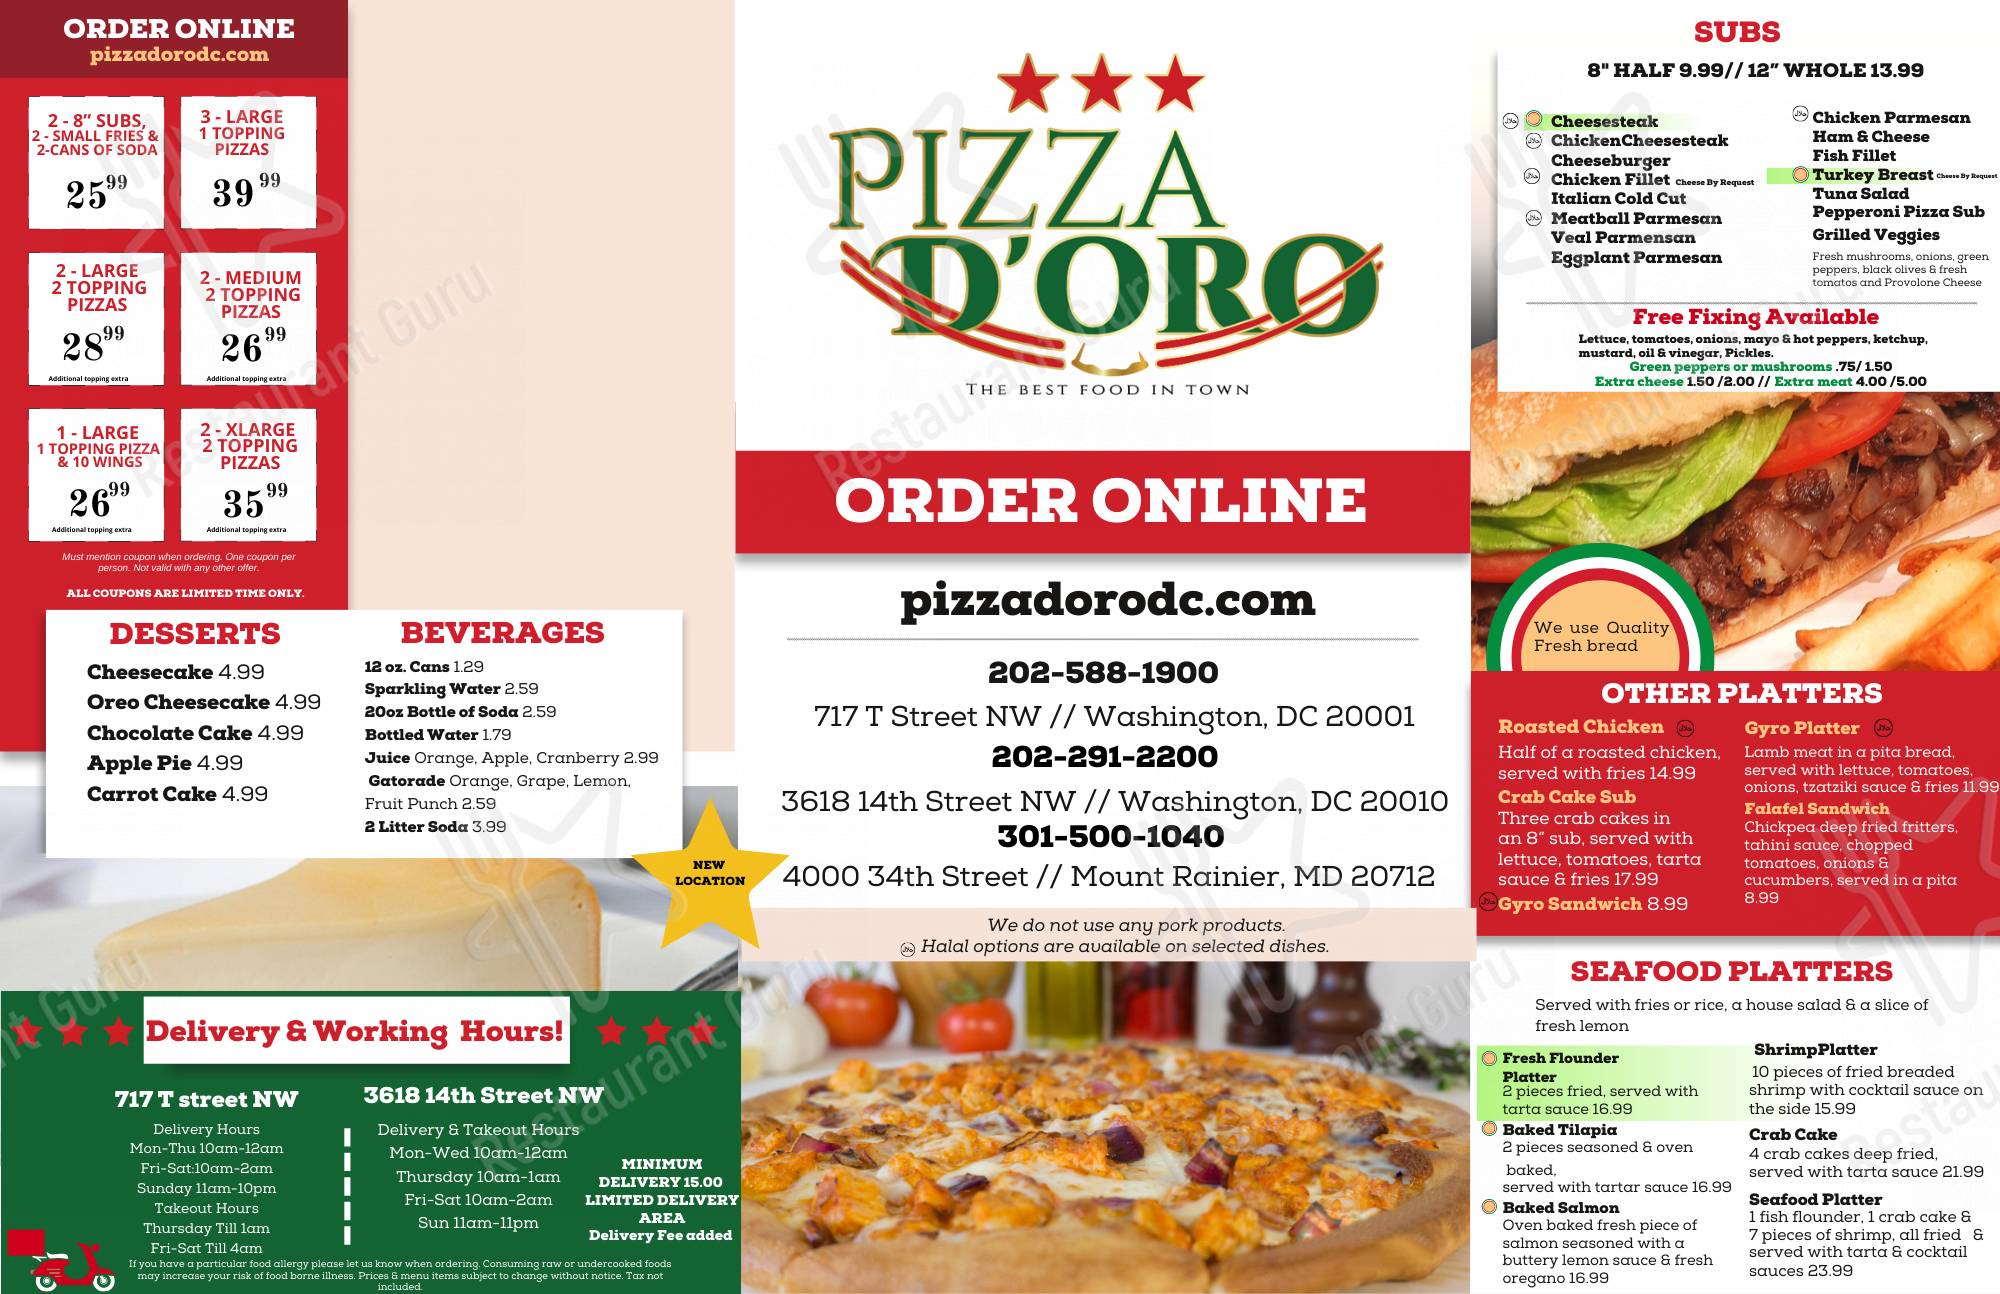 ORDER ONLINE
pizzadorodc.com
2 - 8” SUBS,
2 - SMALL FRIES &
2-CANS OF SODA
25⁹⁹
3 - LARGE
1 TOPPING
PIZZAS
39⁹⁹
2 - LARGE
2 TOPPING
PIZZAS
28⁹⁹
Additional topping extra
2 - MEDIUM
2 TOPPING
PIZZAS
26⁹⁹
Additional topping extra
1 - LARGE
1 TOPPING PIZZA
& 10 WINGS
26⁹⁹
Additional topping extra
2 - XLARGE
2 TOPPING
PIZZAS
35⁹⁹
Additional topping extra
Must mention coupon when ordering. One coupon per
person. Not valid with any other offer.
ALL COUPONS ARE LIMITED TIME ONLY.
DESSERTS
Cheesecake 4.99
Oreo Cheesecake 4.99
Chocolate Cake 4.99
Apple Pie 4.99
Carrot Cake 4.99
BEVERAGES
12 oz. Cans 1.29
Sparkling Water 2.59
20oz Bottle of Soda 2.59
Bottled Water 1.79
Juice Orange, Apple, Cranberry 2.99
Gatorade Orange, Grape, Lemon,
Fruit Punch 2.59
2 Litter Soda 3.99
NEW
LOCATION
Delivery & Working Hours!
717 T street NW
Delivery Hours
Mon-Thu 10am-12am
Fri-Sat:10am-2am
Sunday 11am-10pm
Takeout Hours
Thursday Till 1am
Fri-Sat Till 4am
3618 14th Street NW
Delivery & Takeout Hours
Mon-Wed 10am-12am
Thursday 10am-1am
Fri-Sat 10am-2am
Sun 11am-11pm
MINIMUM
DELIVERY 15.00
LIMITED DELIVERY
AREA
Delivery Fee added
If you have a particular food allergy please let us know when ordering. Consuming raw or undercooked foods
may increase your risk of food borne illness. Prices & menu items subject to change without notice. Tax not
included.
PIZZA
D’ORO
THE BEST FOOD IN TOWN
ORDER ONLINE
pizzadorodc.com
202-588-1900
717 T Street NW // Washington, DC 20001
202-291-2200
3618 14th Street NW // Washington, DC 20010
301-500-1040
4000 34th Street // Mount Rainier, MD 20712
We do not use any pork products.
حلال Halal options are available on selected dishes.
SUBS
8" HALF 9.99// 12” WHOLE 13.99
Cheesesteak
ChickenCheesesteak
Cheeseburger
Chicken Fillet Cheese By Request
Italian Cold Cut
Meatball Parmesan
Veal Parmensan
Eggplant Parmesan
Chicken Parmesan
Ham & Cheese
Fish Fillet
Turkey Breast Cheese By Request
Tuna Salad
Pepperoni Pizza Sub
Grilled Veggies
Fresh mushrooms, onions, green
peppers, black olives & fresh
tomatos and Provolone Cheese
Free Fixing Available
Lettuce, tomatoes, onions, mayo & hot peppers, ketchup,
mustard, oil & vinegar, Pickles.
Green peppers or mushrooms .75/ 1.50
Extra cheese 1.50 /2.00 // Extra meat 4.00 /5.00
We use Quality
Fresh bread
OTHER PLATTERS
Roasted Chicken
Half of a roasted chicken,
served with fries 14.99
Crab Cake Sub
Three crab cakes in
an 8” sub, served with
lettuce, tomatoes, tarta
sauce & fries 17.99
Gyro Sandwich 8.99
Gyro Platter
Lamb meat in a pita bread,
served with lettuce, tomatoes,
onions, tzatziki sauce & fries 11.99
Falafel Sandwich
Chickpea deep fried fritters,
tahini sauce, chopped
tomatoes, onions &
cucumbers, served in a pita
8.99
SEAFOOD PLATTERS
Served with fries or rice, a house salad & a slice of
fresh lemon
Fresh Flounder
Platter
2 pieces fried, served with
tarta sauce 16.99
Baked Tilapia
2 pieces seasoned & oven
baked,
served with tartar sauce 16.99
Baked Salmon
Oven baked fresh piece of
salmon seasoned with a
buttery lemon sauce & fresh
oregano 16.99
ShrimpPlatter
10 pieces of fried breaded
shrimp with cocktail sauce on
the side 15.99
Crab Cake
4 crab cakes deep fried,
served with tarta sauce 21.99
Seafood Platter
1 fish flounder, 1 crab cake &
7 pieces of shrimp, all fried &
served with tarta & cocktail
sauces 23.99
Restaurant Guru
Restaurant Guru
Restaurant Guru